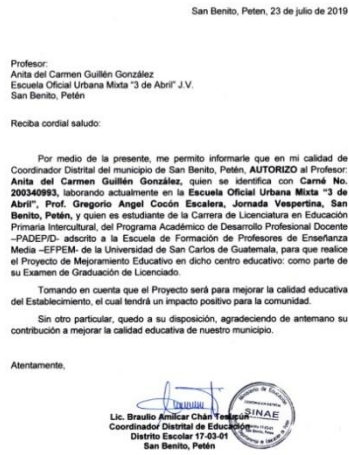 San Benito, Peten, 23 de julio de 2019
Profesor:
Anita del Carmen Guillén González
Escuela Oficial Urbana Mixta "3 de Abril" J.V.
San Benito, Petén
Reciba cordial saludo:
Por medio de la presente, me permito informarle que en mi calidad de
Coordinador Distrital del municipio de San Benito, Petén, AUTORIZO al Profesor:
Anita del Carmen Guillén González, quien se identifica con Carné No.
200340993, laborando actualmente en la Escuela Oficial Urbana Mixta "3 de
Abril", Prof. Gregorio Angel Cocón Escalera, Jornada Vespertina, San
Benito, Petén, y quien es estudiante de la Carrera de Licenciatura en Educación
Primaria Intercultural, del Programa Académico de Desarrollo Profesional Docente
–PADEP/D- adscrito a la Escuela de Formación de Profesores de Enseñanza
Media –EFPEM- de la Universidad de San Carlos de Guatemala, para que realice
el Proyecto de Mejoramiento Educativo en dicho centro educativo: como parte de
su Examen de Graduación de Licenciado.
Tomando en cuenta que el Proyecto será para mejorar la calidad educativa
del Establecimiento, el cual tendrá un impacto positivo para la comunidad.
Sin otro particular, quedo a su disposición, agradeciendo de antemano su
contribución a mejorar la calidad educativa de nuestro municipio.
Atentamente,
SINAE
Lic. Braulio Amilcar Chán
Coordinador Distrital de Educación
Distrito Escolar 17-03-01
San Benito, Petén